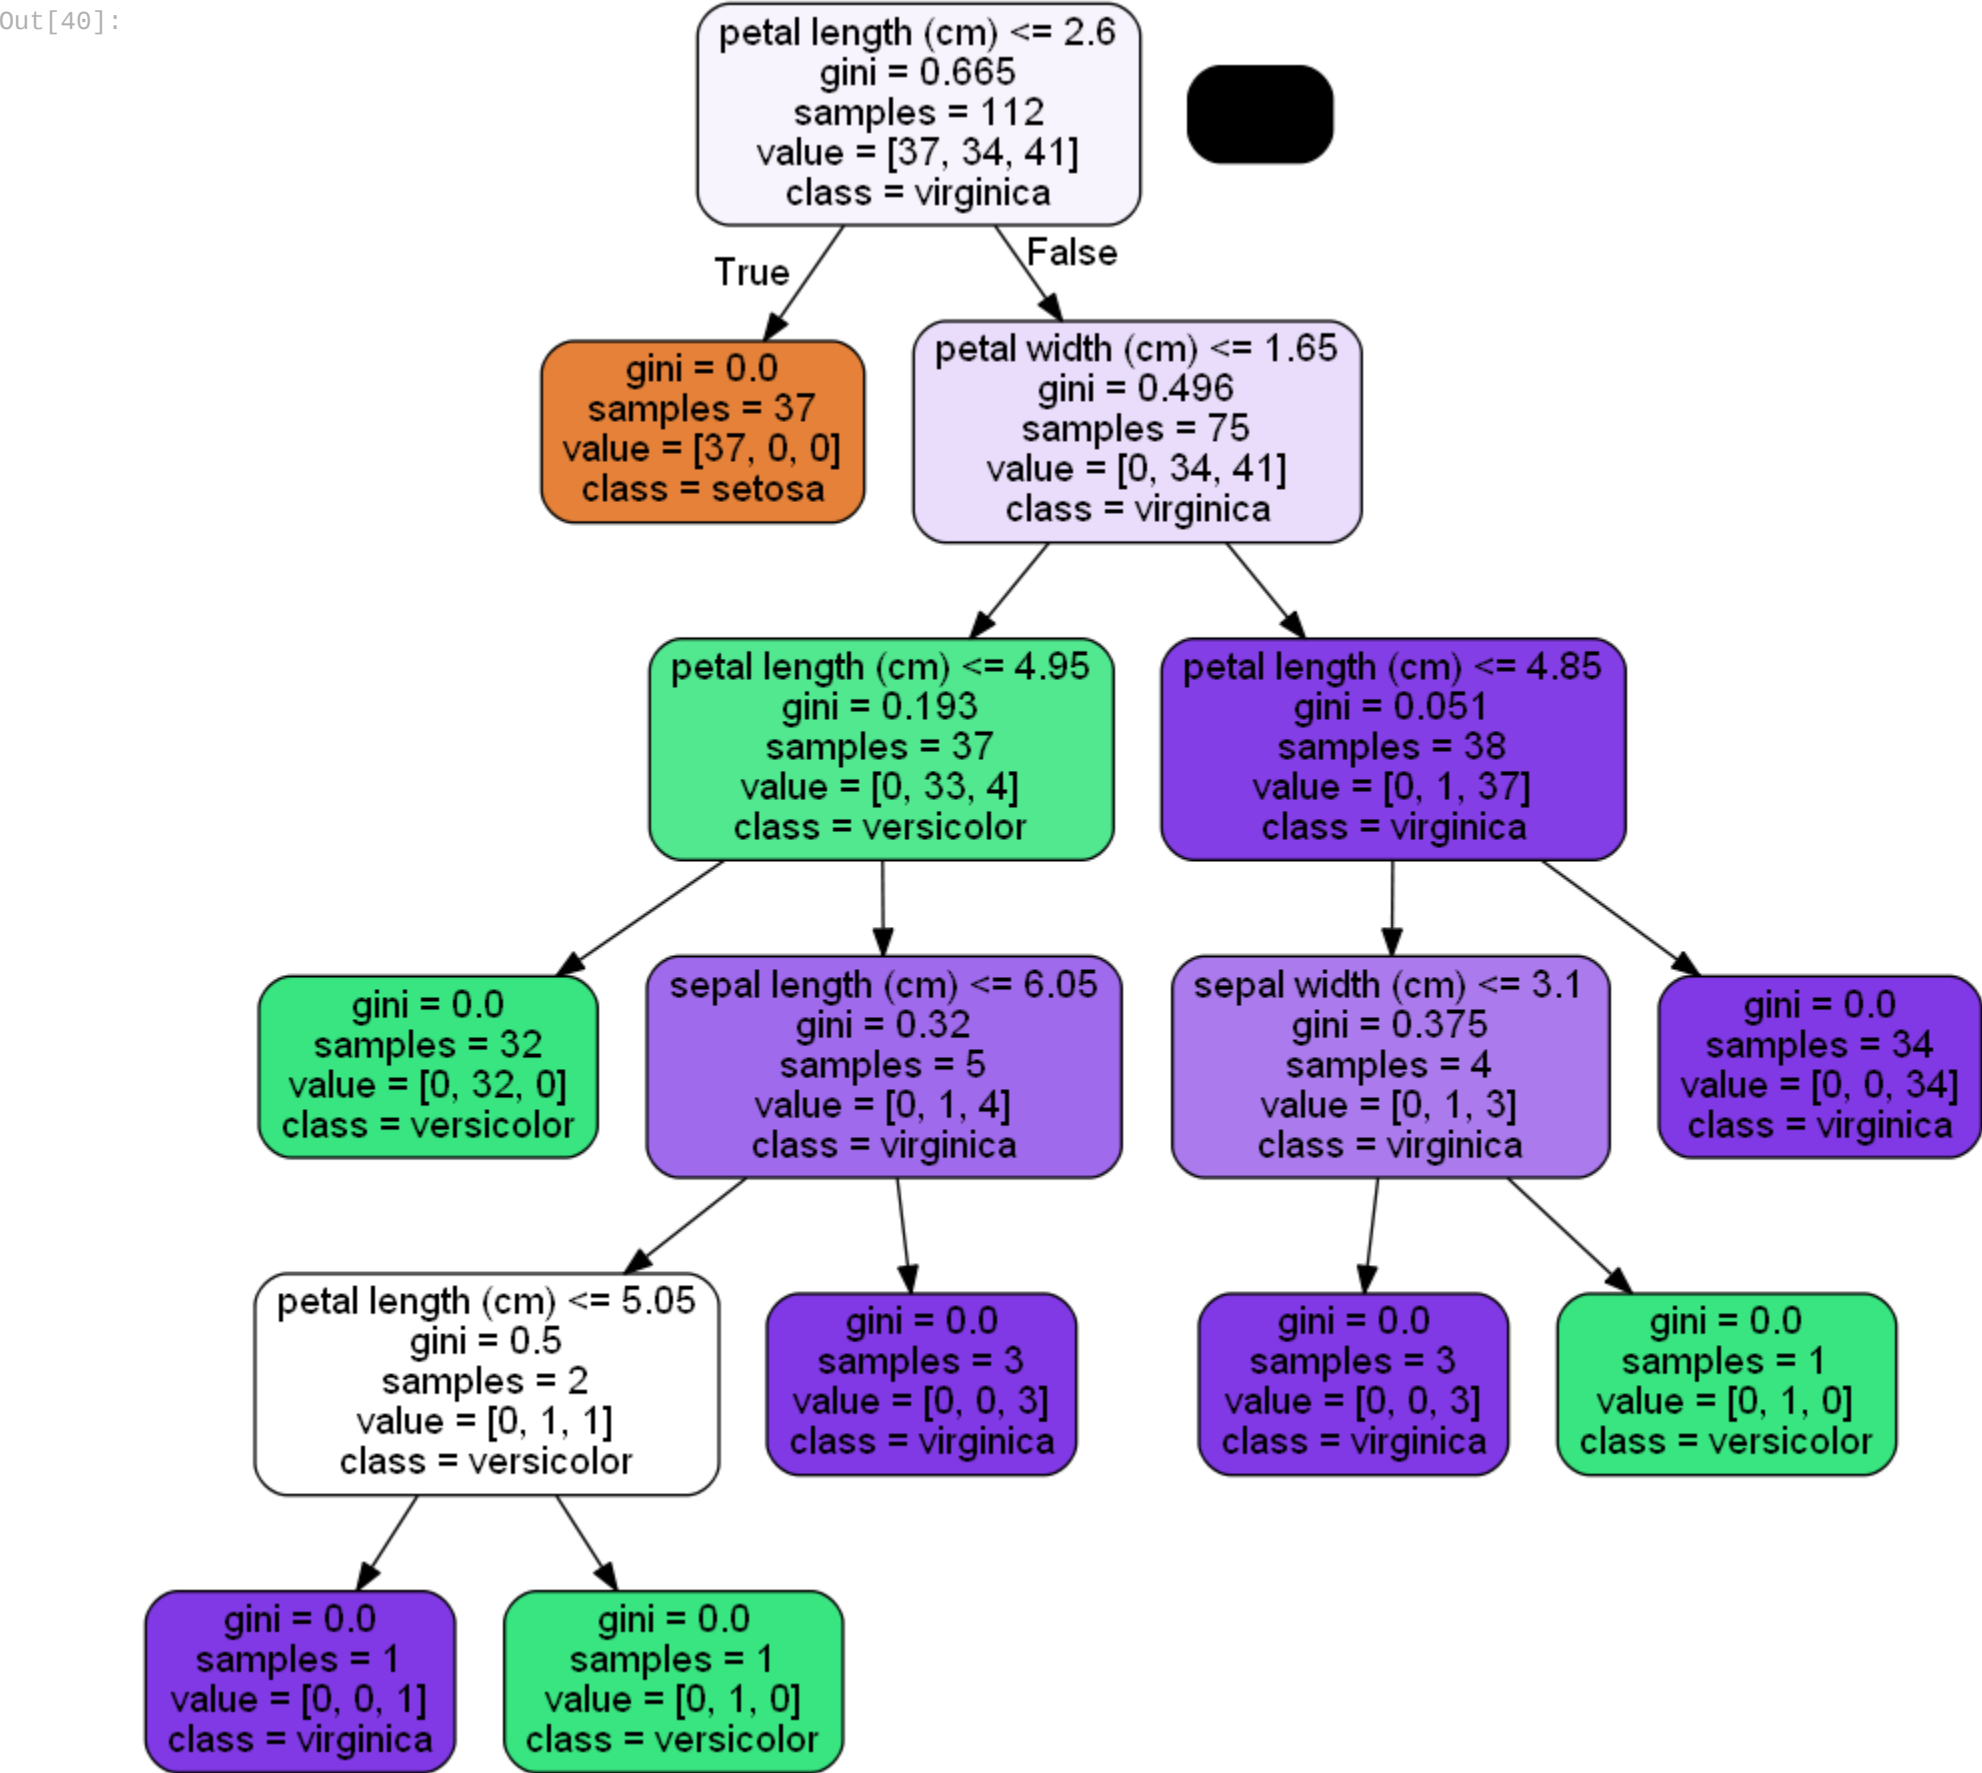 Out[40]:
petal length (cm) <= 2.6
gini = 0.665
samples = 112
value = [37, 34, 41]
class = virginica
True
False
gini = 0.0
samples = 37
value = [37, 0, 0]
class = setosa
petal width (cm) <= 1.65
gini = 0.496
samples = 75
value = [0, 34, 41]
class = virginica
petal length (cm) <= 4.95
gini = 0.193
samples = 37
value = [0, 33, 4]
class = versicolor
petal length (cm) <= 4.85
gini = 0.051
samples = 38
value = [0, 1, 37]
class = virginica
gini = 0.0
samples = 32
value = [0, 32, 0]
class = versicolor
sepal length (cm) <= 6.05
gini = 0.32
samples = 5
value = [0, 1, 4]
class = virginica
sepal width (cm) <= 3.1
gini = 0.375
samples = 4
value = [0, 1, 3]
class = virginica
gini = 0.0
samples = 34
value = [0, 0, 34]
class = virginica
petal length (cm) <= 5.05
gini = 0.5
samples = 2
value = [0, 1, 1]
class = versicolor
gini = 0.0
samples = 3
value = [0, 0, 3]
class = virginica
gini = 0.0
samples = 3
value = [0, 0, 3]
class = virginica
gini = 0.0
samples = 1
value = [0, 1, 0]
class = versicolor
gini = 0.0
samples = 1
value = [0, 0, 1]
class = virginica
gini = 0.0
samples = 1
value = [0, 1, 0]
class = versicolor